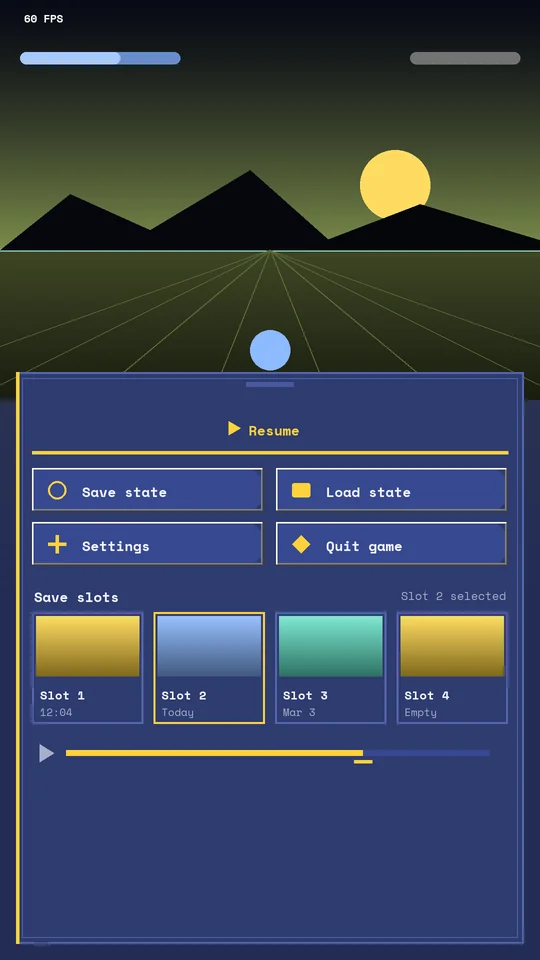 60 FPS
Resume
Save state
Load state
Settings
Quit game
Save slots
Slot 2 selected
Slot 1
12:04
Slot 2
Today
Slot 3
Mar 3
Slot 4
Empty